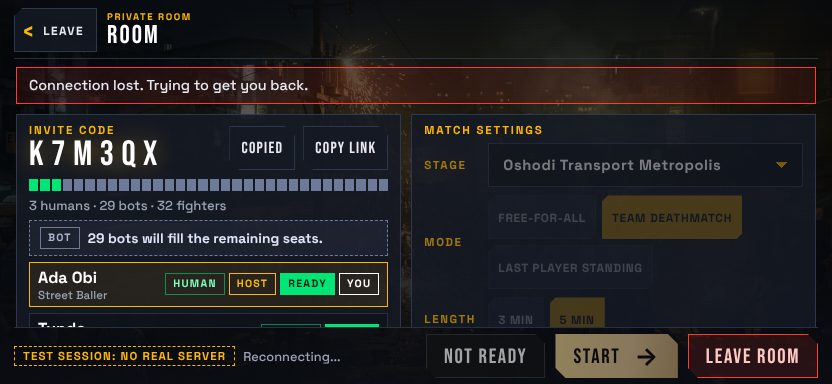 < LEAVE
PRIVATE ROOM
ROOM
Connection lost. Trying to get you back.
INVITE CODE
K7M3QX
COPIED
COPY LINK
3 humans · 29 bots · 32 fighters
BOT 29 bots will fill the remaining seats.
Ada Obi
Street Baller
HUMAN HOST READY YOU
MATCH SETTINGS
STAGE Oshodi Transport Metropolis
MODE FREE-FOR-ALL TEAM DEATHMATCH
LAST PLAYER STANDING
LENGTH 3 MIN 5 MIN
TEST SESSION: NO REAL SERVER Reconnecting...
NOT READY
START →
LEAVE ROOM